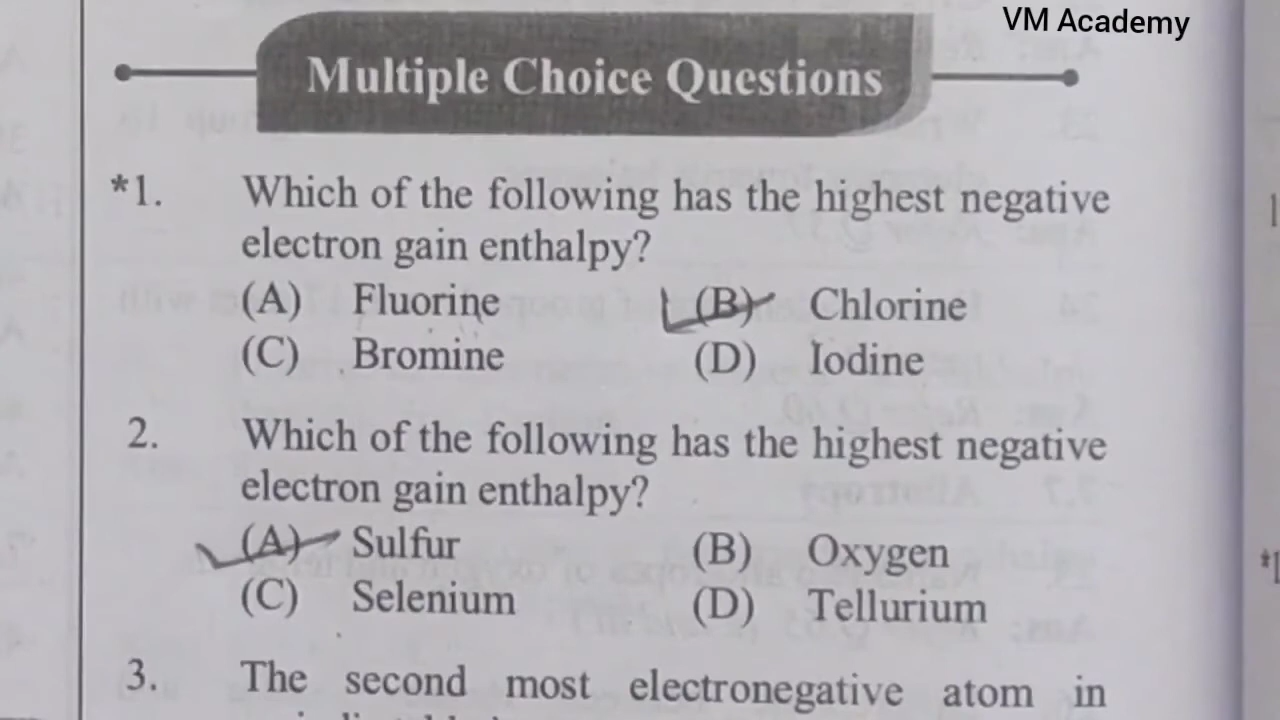 VM Academy
Multiple Choice Questions
*1. Which of the following has the highest negative
electron gain enthalpy?
(A) Fluorine (B) Chlorine
(C) Bromine (D) Iodine
2. Which of the following has the highest negative
electron gain enthalpy?
(A) Sulfur (B) Oxygen
(C) Selenium (D) Tellurium
3. The second most electronegative atom in